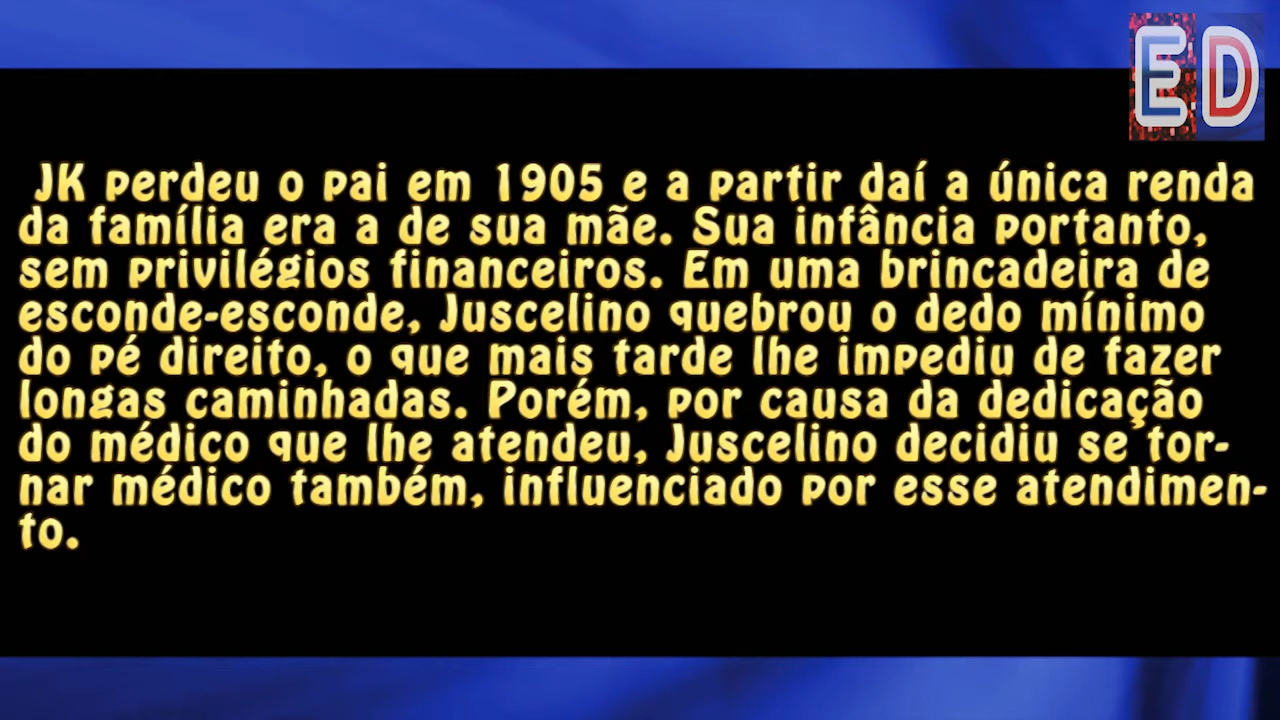 ED
JK perdeu o pai em 1905 e a partir daí a única renda
da família era a de sua mãe. Sua infância portanto,
sem privilégios financeiros. Em uma brincadeira de
esconde-esconde, Juscelino quebrou o dedo mínimo
do pé direito, o que mais tarde lhe impediu de fazer
longas caminhadas. Porém, por causa da dedicação
do médico que lhe atendeu, Juscelino decidiu se tor-
nar médico também, influenciado por esse atendimen-
to.